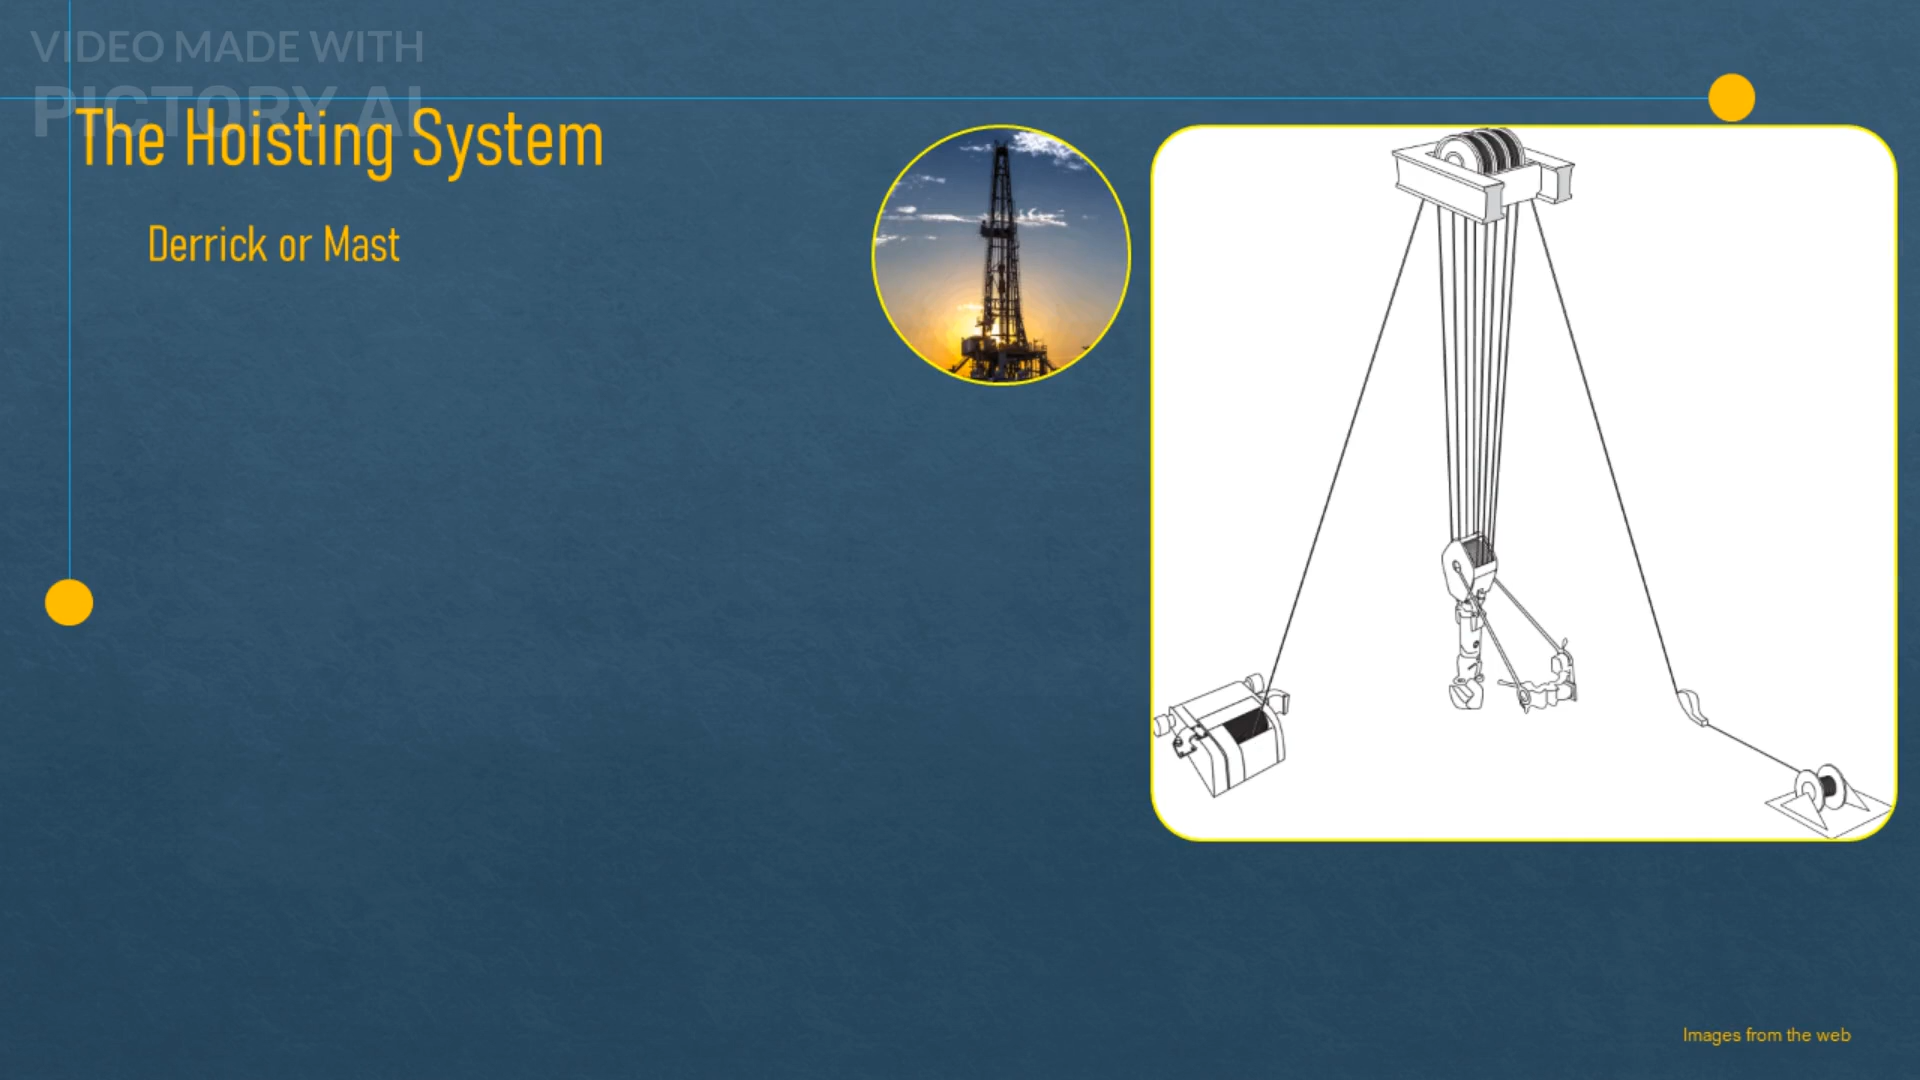 VIDEO MADE WITH
PICTORY.AI
The Hoisting System
Derrick or Mast
Images from the web